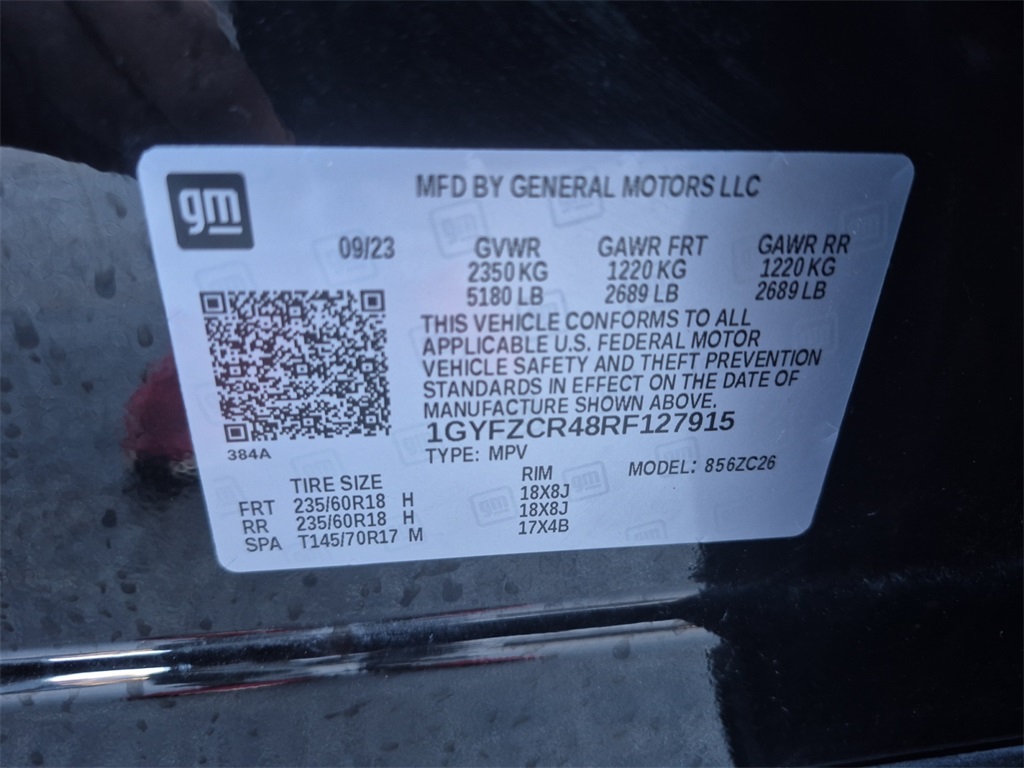 gm
MFD BY GENERAL MOTORS LLC
09/23 GVWR GAWR FRT GAWR RR
2350 KG 1220 KG 1220 KG
5180 LB 2689 LB 2689 LB
THIS VEHICLE CONFORMS TO ALL
APPLICABLE U.S. FEDERAL MOTOR
VEHICLE SAFETY AND THEFT PREVENTION
STANDARDS IN EFFECT ON THE DATE OF
MANUFACTURE SHOWN ABOVE.
1GYFZCR48RF127915
384A
TYPE: MPV MODEL: 856ZC26
TIRE SIZE RIM
FRT 235/60R18 H 18X8J
RR 235/60R18 H 18X8J
SPA T145/70R17 M 17X4B